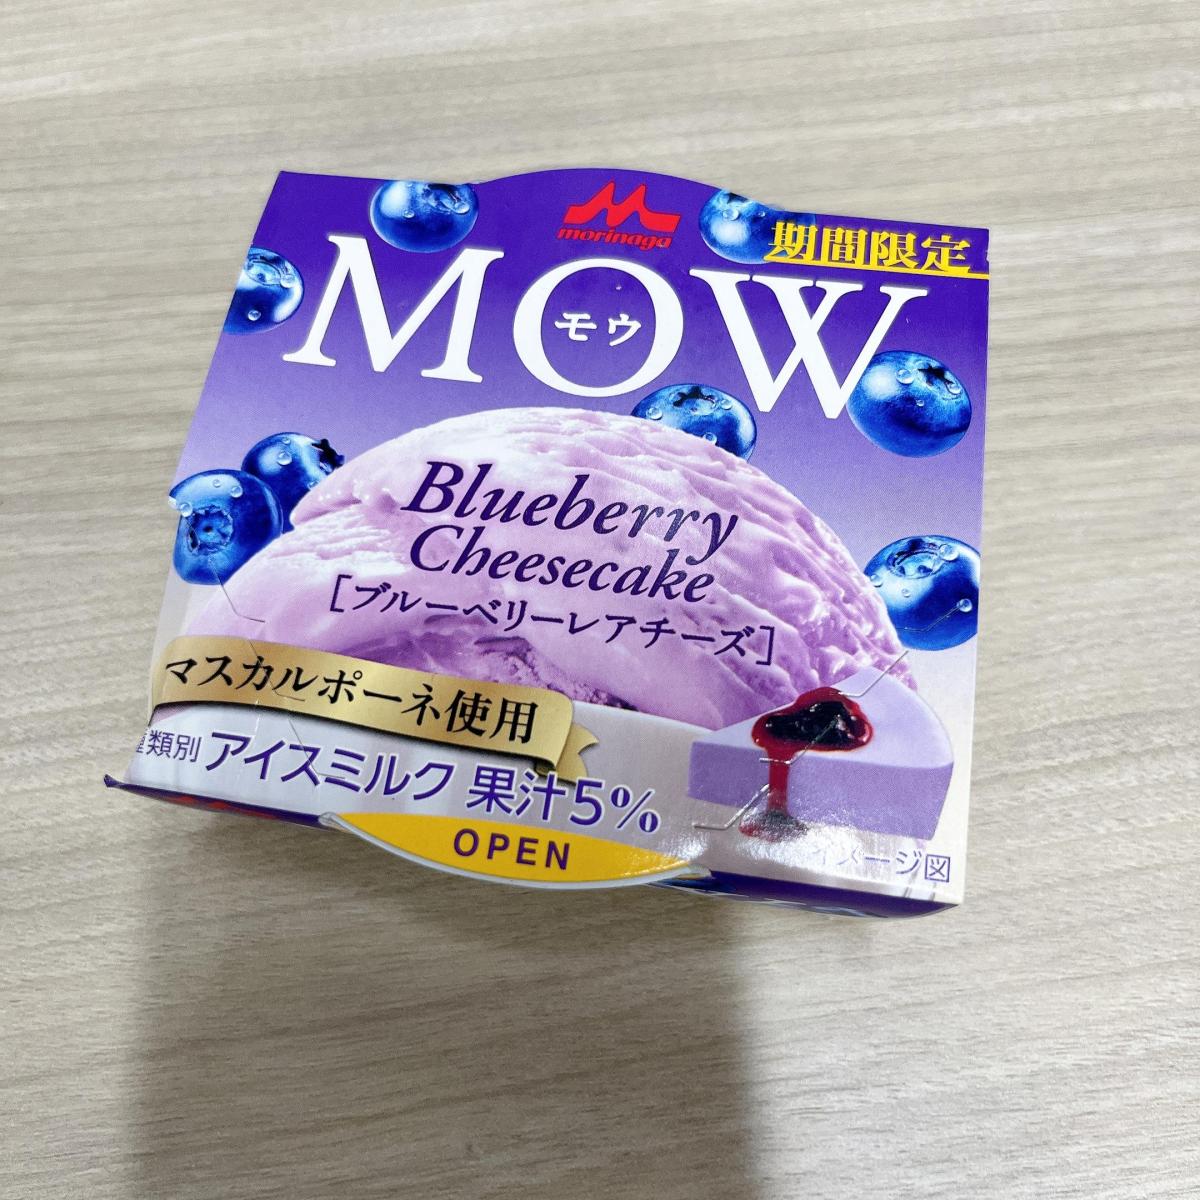 morinaga
期間限定
MOW
モウ
Blueberry
Cheesecake
[ブルーベリーレアチーズ]
マスカルポーネ使用
類別 アイスミルク 果汁5%
イメージ図
OPEN